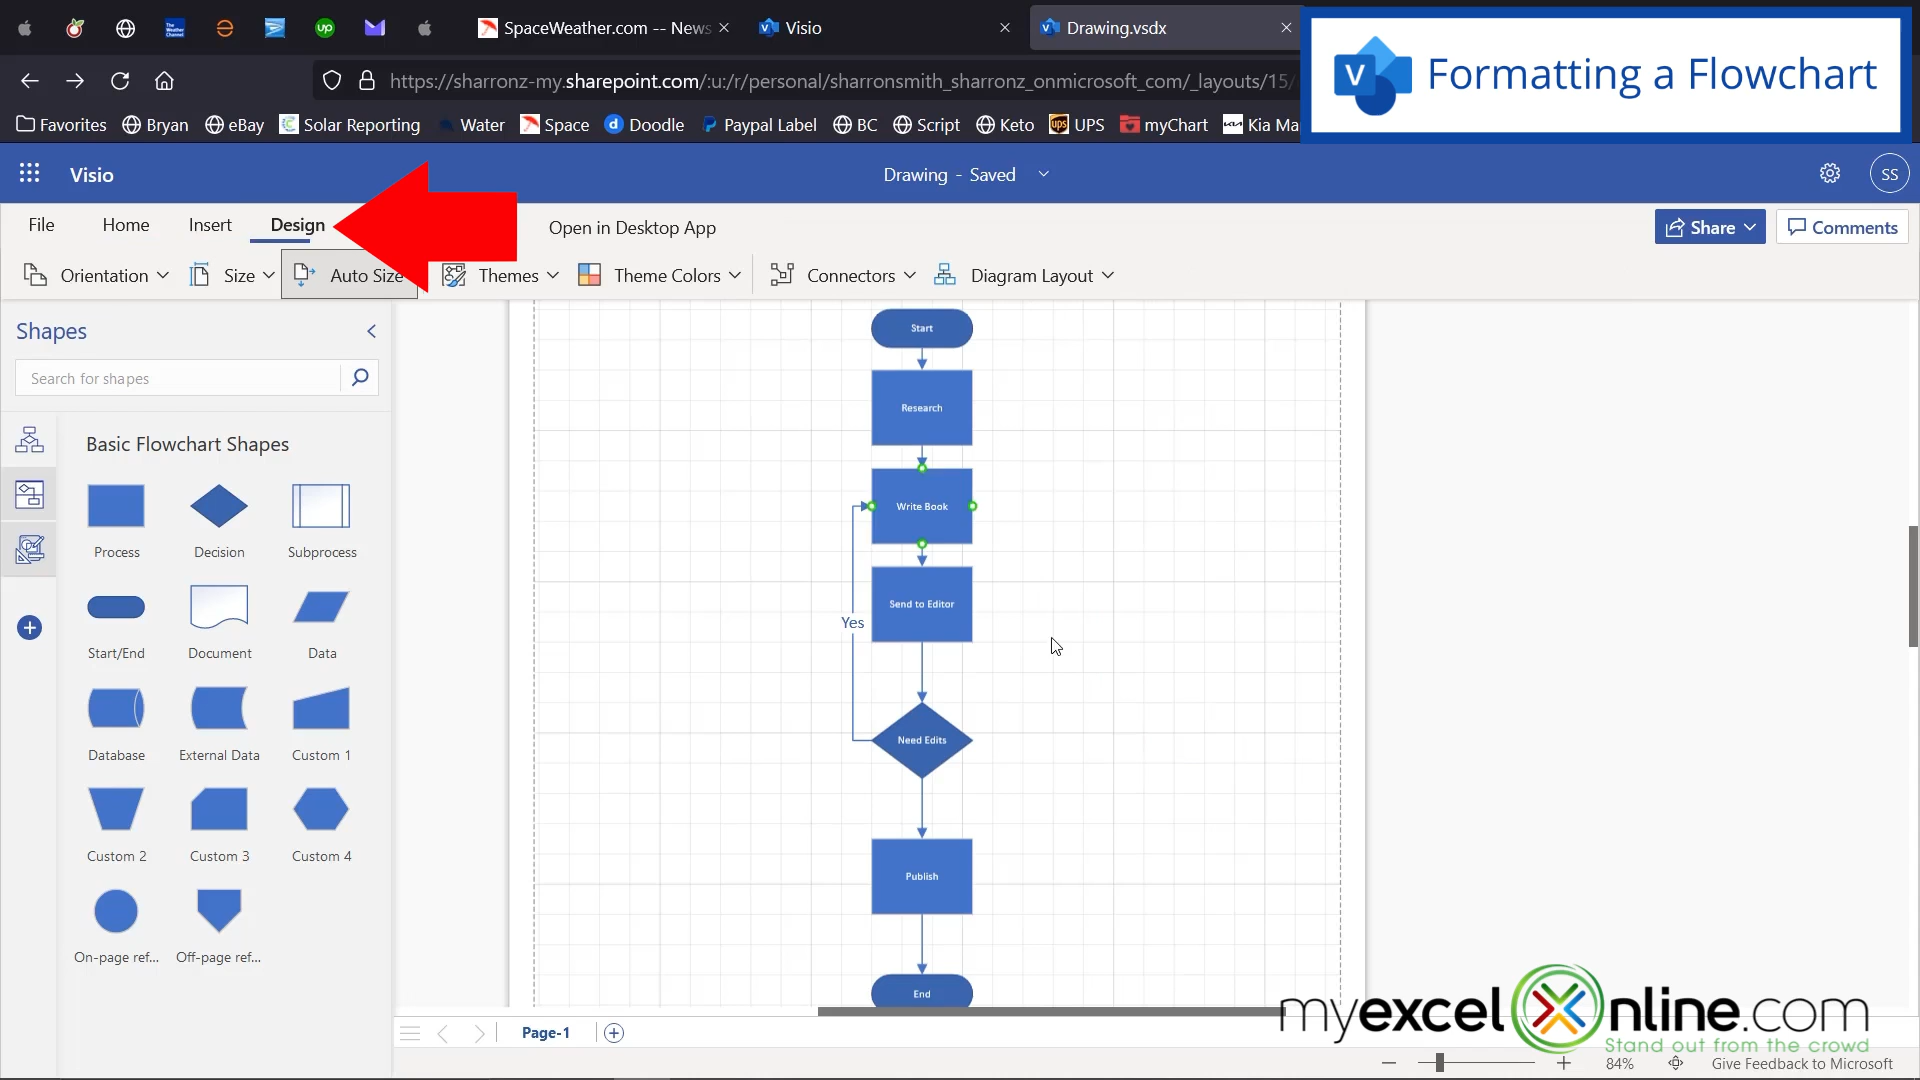 SpaceWeather.com -- News
Visio
Drawing.vsdx
Formatting a Flowchart
https://sharronz-my.sharepoint.com/:u:/r/personal/sharronsmith_sharronz_onmicrosoft_com/_layouts/15/
Favorites Bryan eBay Solar Reporting Water Space Doodle Paypal Label BC Script Keto UPS myChart Kia Ma
Visio
Drawing - Saved
SS
File Home Insert Design Open in Desktop App
Share Comments
Orientation Size Auto Size Themes Theme Colors Connectors Diagram Layout
Shapes
Search for shapes
Basic Flowchart Shapes
Process Decision Subprocess
Start/End Document Data
Database External Data Custom 1
Custom 2 Custom 3 Custom 4
On-page ref... Off-page ref...
Start
Research
Write Book
Send to Editor
Yes
Need Edits
Publish
End
Page-1
myexcelonline.com
Stand out from the crowd
84% Give Feedback to Microsoft